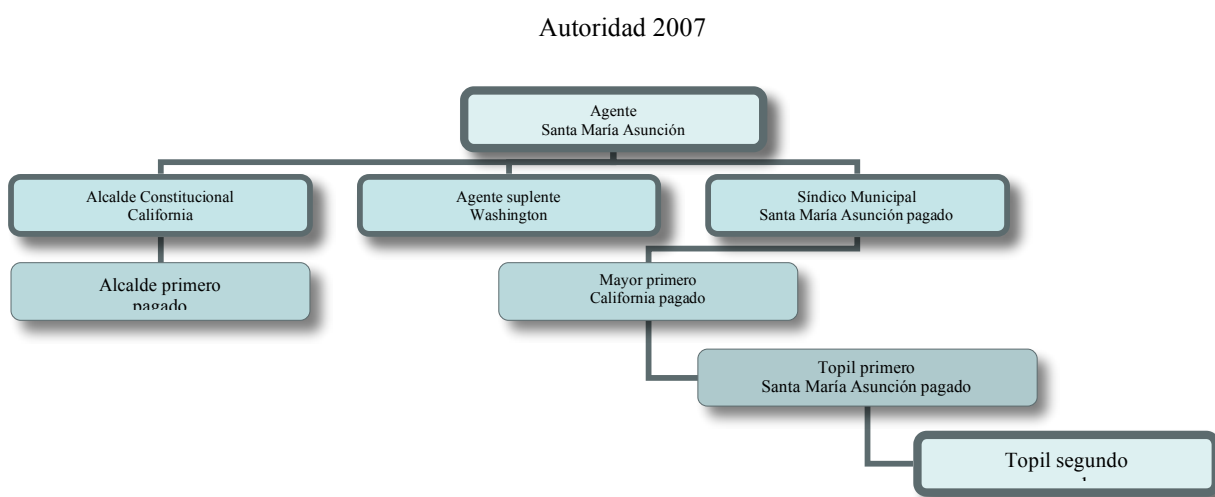 Autoridad 2007
Agente
Santa María Asunción
Alcalde Constitucional
California
Agente suplente
Washington
Síndico Municipal
Santa María Asunción pagado
Alcalde primero
pagado
Mayor primero
California pagado
Topil primero
Santa María Asunción pagado
Topil segundo